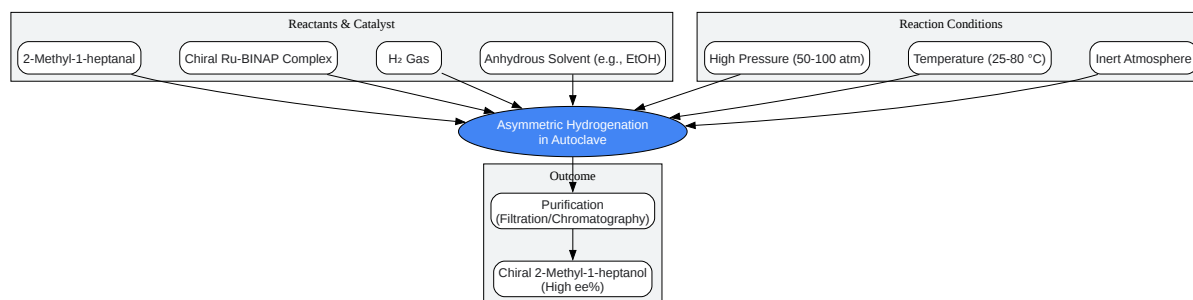 Reactants & Catalyst
Reaction Conditions
2-Methyl-1-heptanal
Chiral Ru-BINAP Complex
H₂ Gas
Anhydrous Solvent (e.g., EtOH)
High Pressure (50-100 atm)
Temperature (25-80 °C)
Inert Atmosphere
Asymmetric Hydrogenation
in Autoclave
Outcome
Purification
(Filtration/Chromatography)
Chiral 2-Methyl-1-heptanol
(High ee%)